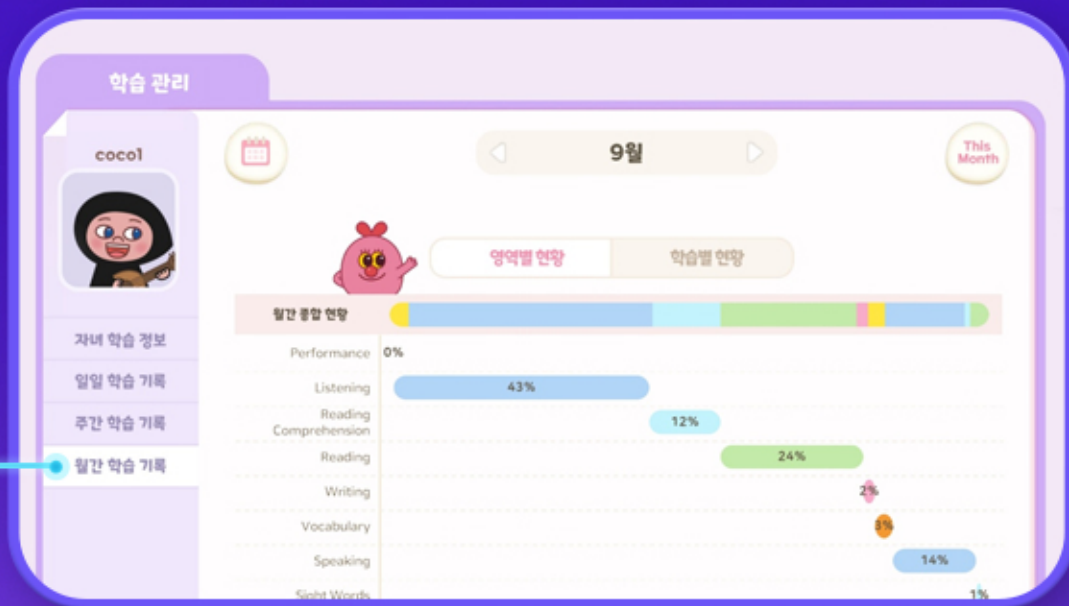 학습 관리
coco1
자녀 학습 정보
일일 학습 기록
주간 학습 기록
월간 학습 기록
9월
This
Month
영역별 현황
학습별 현황
월간 종합 현황
Performance 0%
Listening 43%
Reading
Comprehension 12%
Reading 24%
Writing 2%
Vocabulary 3%
Speaking 14%
Sight Words 1%